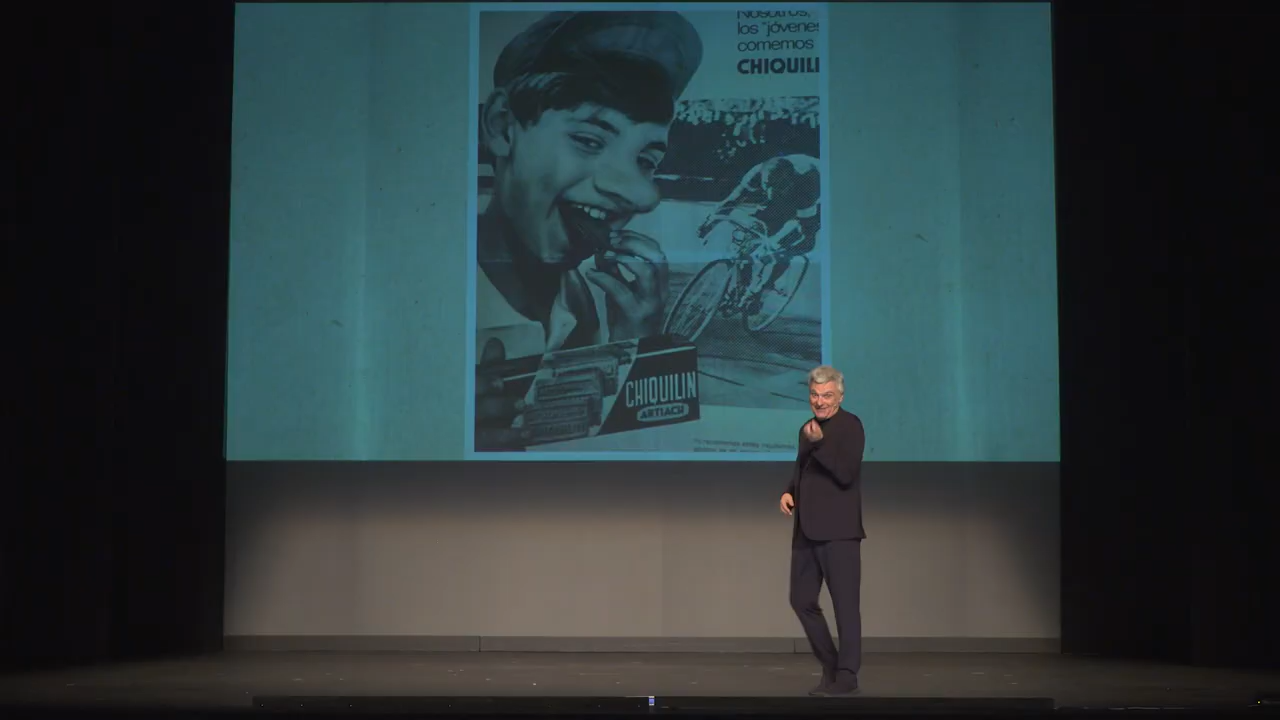 Nosotros,
los "jóvenes
comemos
CHIQUILI
CHIQUILIN
ARTIACH